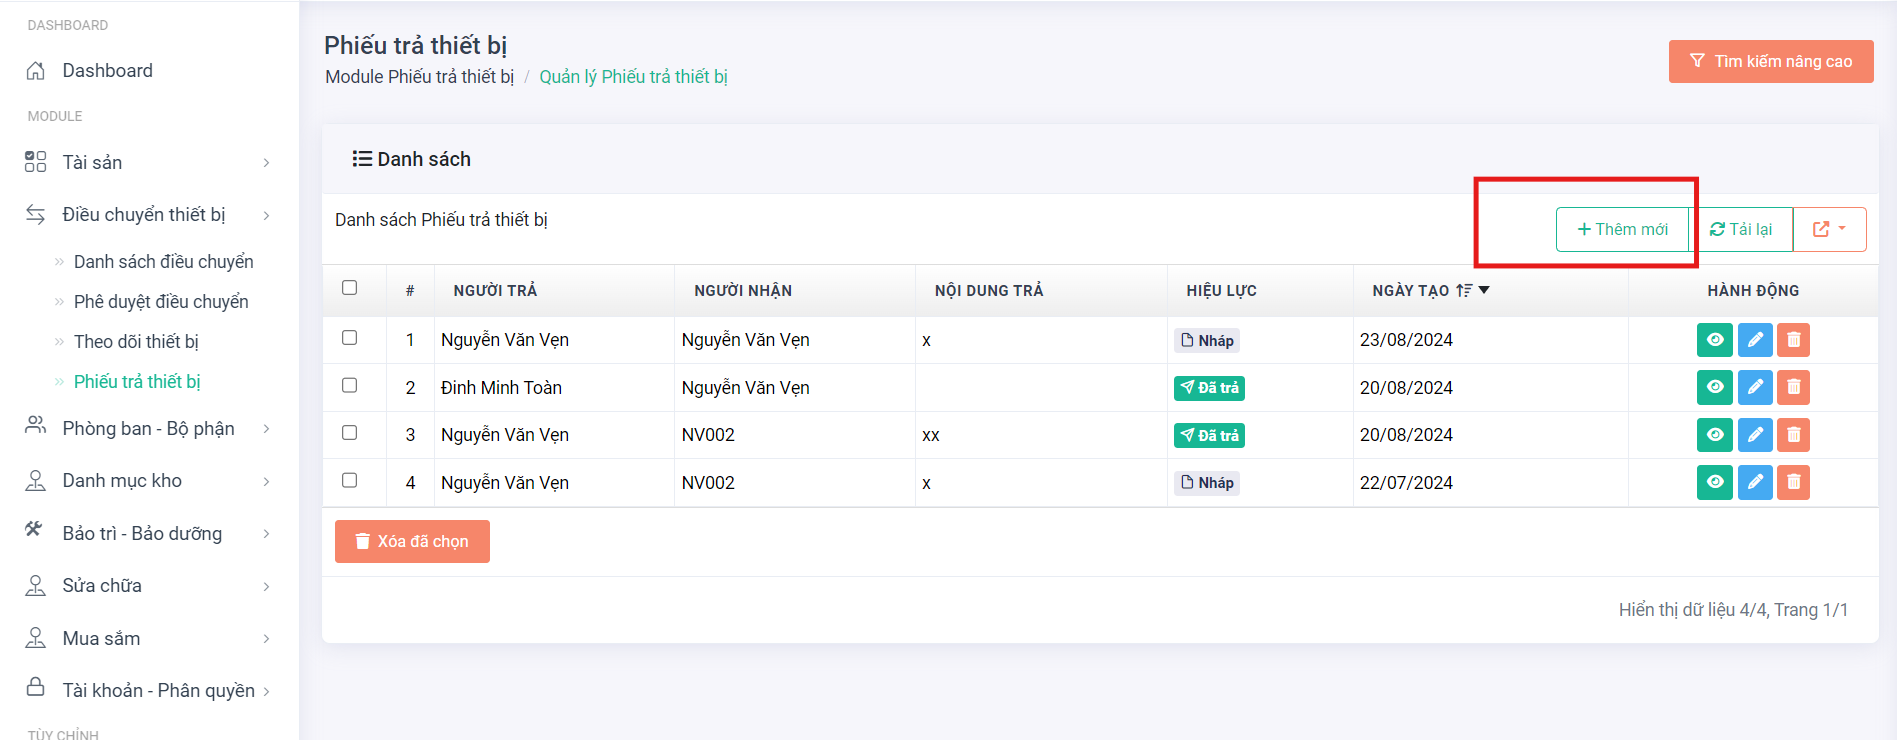 DASHBOARD
Dashboard
MODULE
Tài sản
Điều chuyển thiết bị
Danh sách điều chuyển
Phê duyệt điều chuyển
Theo dõi thiết bị
Phiếu trả thiết bị
Phòng ban - Bộ phận
Danh mục kho
Bảo trì - Bảo dưỡng
Sửa chữa
Mua sắm
Tài khoản - Phân quyền
TÙY CHỈNH
Phiếu trả thiết bị
Module Phiếu trả thiết bị / Quản lý Phiếu trả thiết bị
Tìm kiếm nâng cao
Danh sách
Danh sách Phiếu trả thiết bị
+ Thêm mới Tải lại
# NGƯỜI TRẢ NGƯỜI NHẬN NỘI DUNG TRẢ HIỆU LỰC NGÀY TẠO HÀNH ĐỘNG
1 Nguyễn Văn Vẹn Nguyễn Văn Vẹn x Nháp 23/08/2024
2 Đinh Minh Toàn Nguyễn Văn Vẹn Đã trả 20/08/2024
3 Nguyễn Văn Vẹn NV002 xx Đã trả 20/08/2024
4 Nguyễn Văn Vẹn NV002 x Nháp 22/07/2024
Xóa đã chọn
Hiển thị dữ liệu 4/4, Trang 1/1